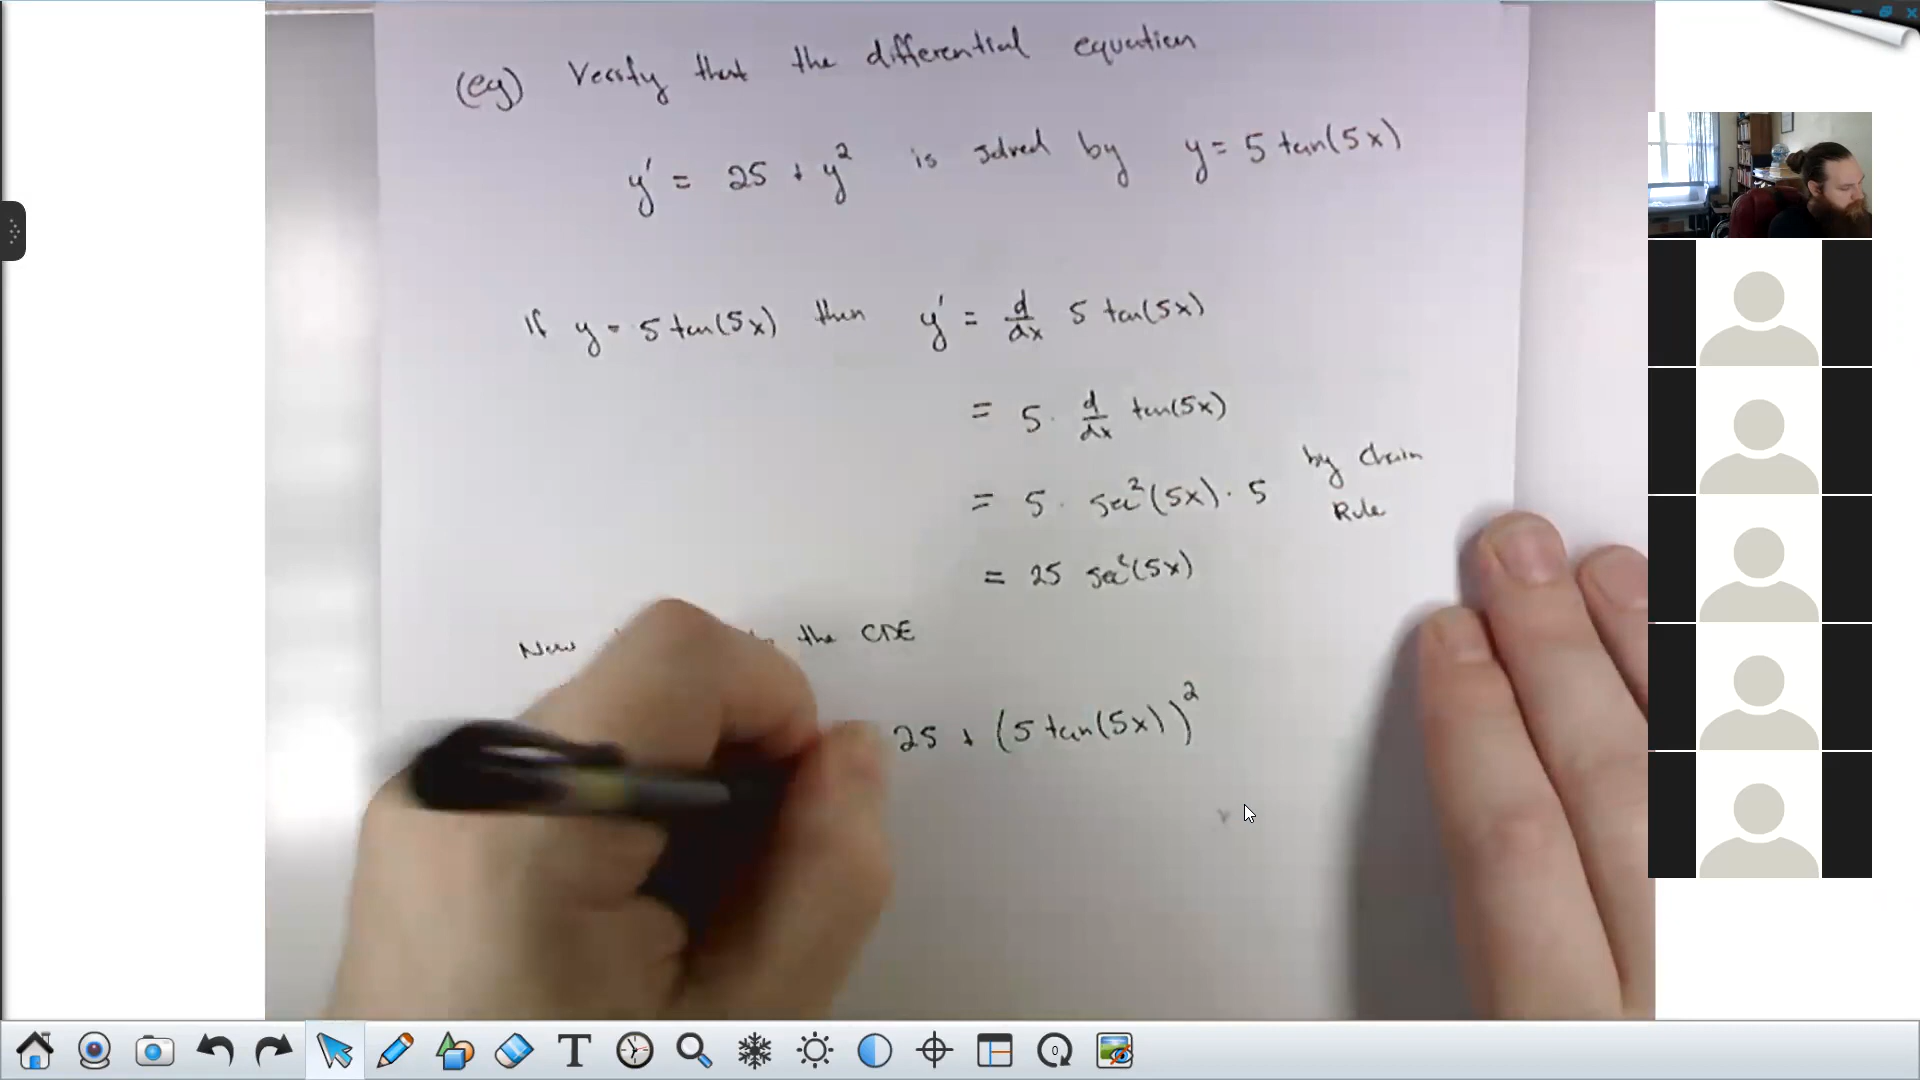 (eg) Verify that the differential equation
y' = 25 + y² is solved by y = 5 tan(5x)
If y = 5 tan(5x) then y' = d/dx 5 tan(5x)
= 5 · d/dx tan(5x)
= 5 · sec²(5x) · 5 by Chain Rule
= 25 sec²(5x)
Now the
25 + (5 tan(5x))²
T
0